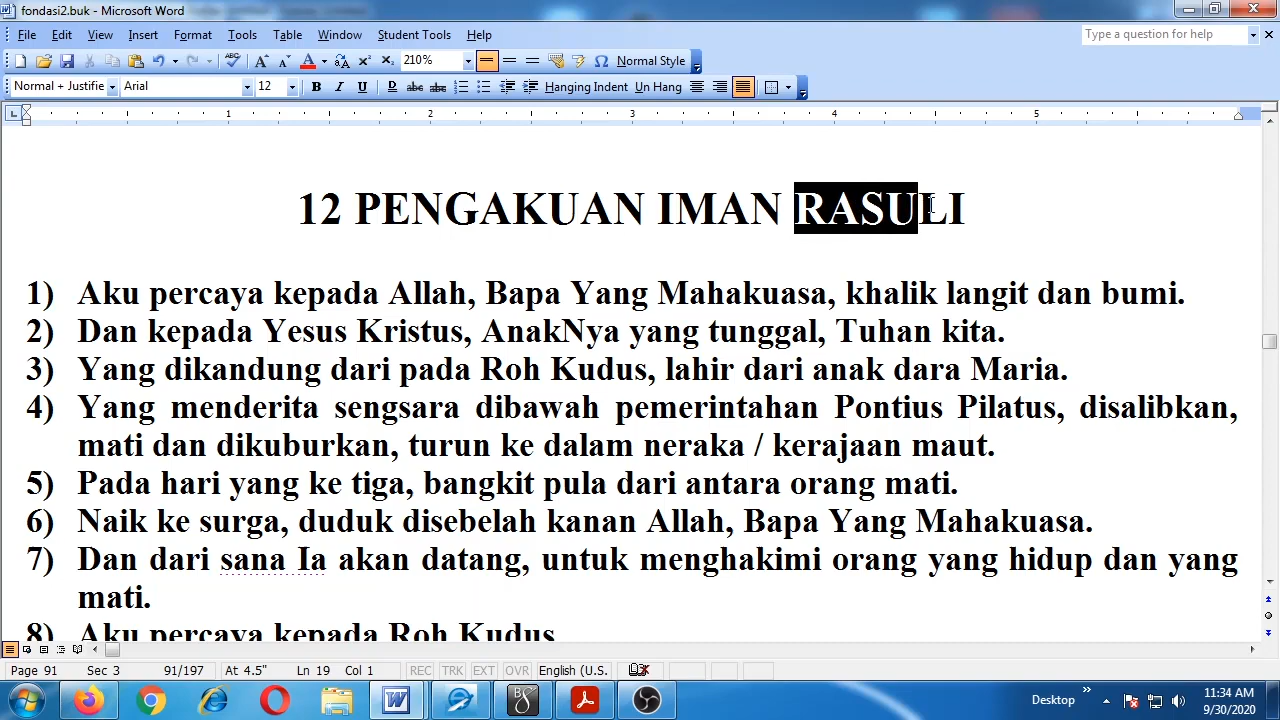 fondasi2.buk - Microsoft Word
File Edit View Insert Format Tools Table Window Student Tools Help
Type a question for help
210% Normal Style
Normal + Justifie Arial 12 B I U D abc abc Hanging Indent Un Hang
1 2 3 4 5
12 PENGAKUAN IMAN RASULI
1) Aku percaya kepada Allah, Bapa Yang Mahakuasa, khalik langit dan bumi.
2) Dan kepada Yesus Kristus, AnakNya yang tunggal, Tuhan kita.
3) Yang dikandung dari pada Roh Kudus, lahir dari anak dara Maria.
4) Yang menderita sengsara dibawah pemerintahan Pontius Pilatus, disalibkan,
mati dan dikuburkan, turun ke dalam neraka / kerajaan maut.
5) Pada hari yang ke tiga, bangkit pula dari antara orang mati.
6) Naik ke surga, duduk disebelah kanan Allah, Bapa Yang Mahakuasa.
7) Dan dari sana Ia akan datang, untuk menghakimi orang yang hidup dan yang
mati.
8) Aku percaya kepada Roh Kudus
Page 91 Sec 3 91/197 At 4.5" Ln 19 Col 1 REC TRK EXT OVR English (U.S.
Desktop » 11:34 AM
9/30/2020